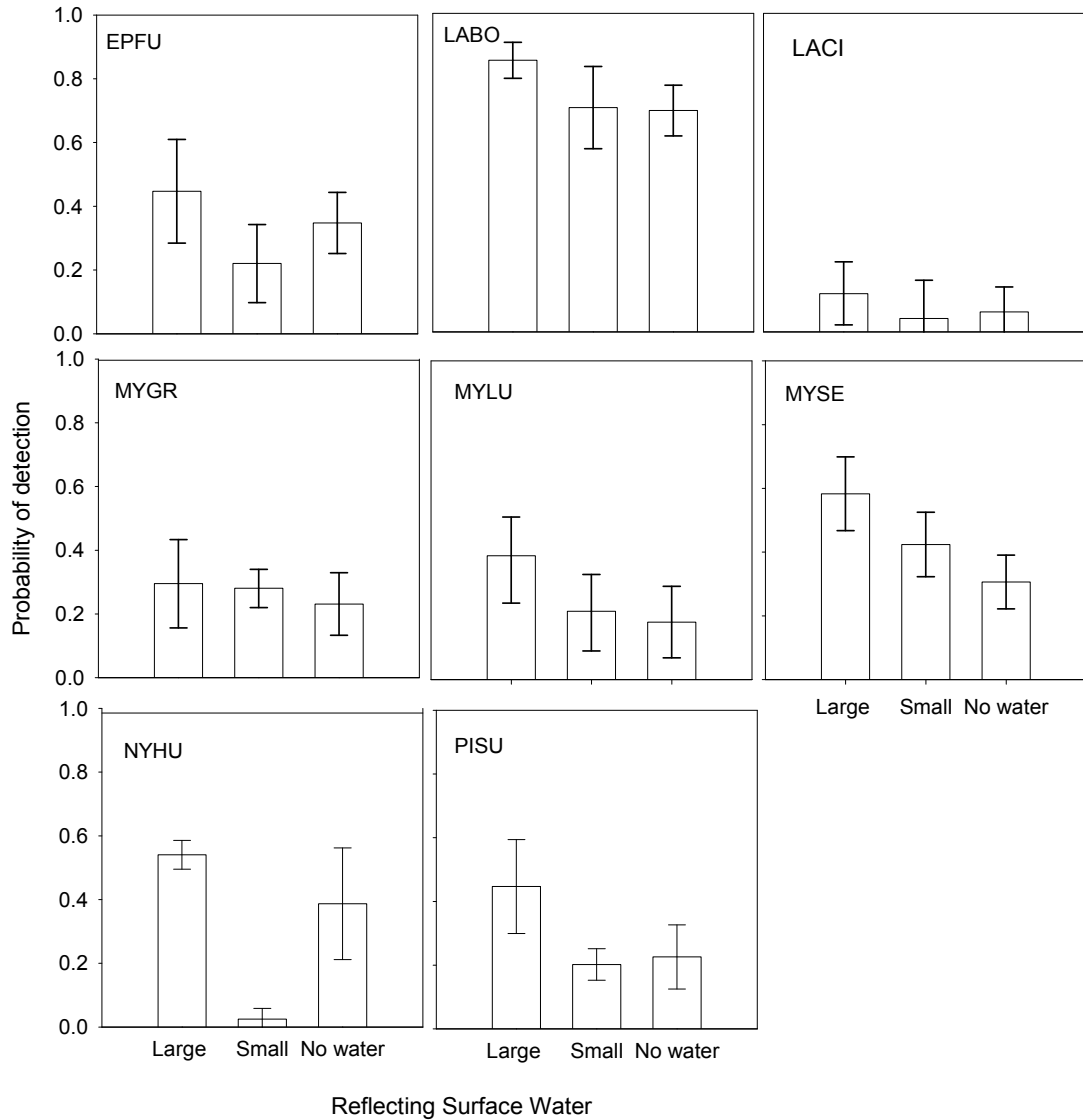 1.0
0.8
0.6
0.4
0.2
0.0
EPFU
LABO
LACI
1.0
0.8
0.6
0.4
0.2
0.0
MYGR
MYLU
MYSE
Probability of detection
Large Small No water
1.0
0.8
0.6
0.4
0.2
0.0
NYHU
PISU
Large Small No water
Large Small No water
Reflecting Surface Water